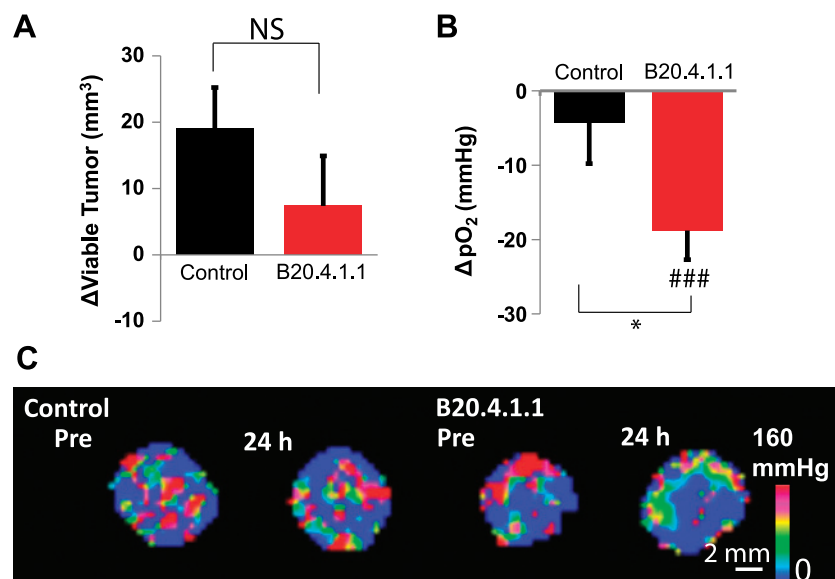 A
NS
ΔViable Tumor (mm³)
30
20
10
0
-10
Control
B20.4.1.1
B
Control
B20.4.1.1
ΔpO₂ (mmHg)
0
-10
-20
-30
###
*
C
Control
Pre
24 h
B20.4.1.1
Pre
24 h
160
mmHg
0
2 mm